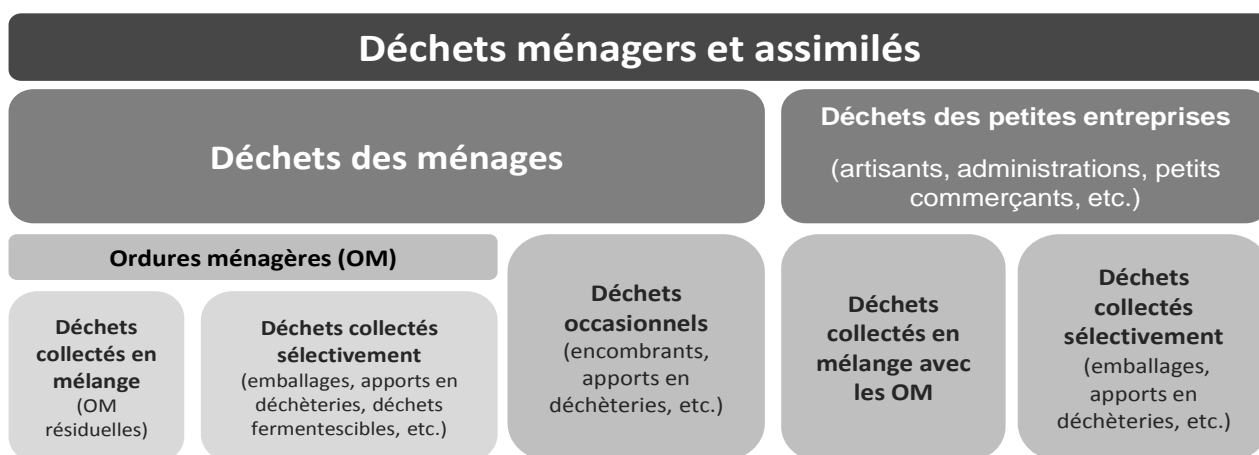 Déchets ménagers et assimilés
Déchets des ménages
Déchets des petites entreprises
(artisants, administrations, petits
commerçants, etc.)
Ordures ménagères (OM)
Déchets
collectés en
mélange
(OM
résiduelles)
Déchets collectés
sélectivement
(emballages, apports en
déchèteries, déchets
fermentescibles, etc.)
Déchets
occasionnels
(encombrants,
apports en
déchèteries, etc.)
Déchets
collectés en
mélange avec
les OM
Déchets
collectés
sélectivement
(emballages,
apports en
déchèteries, etc.)